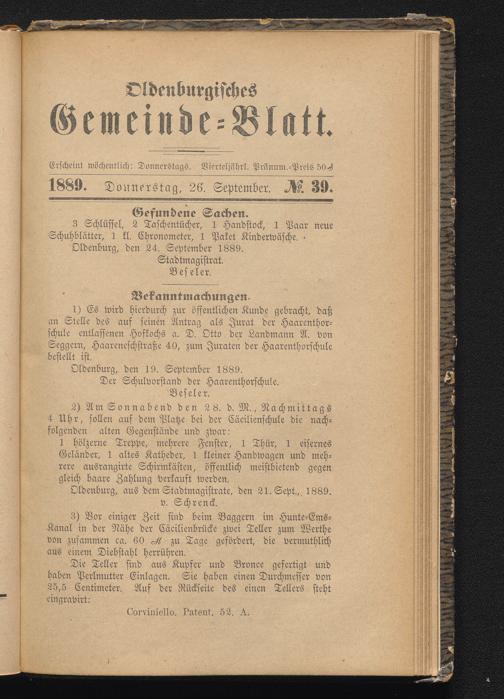 Oldenburgisches
Gemeinde=Blatt.
Erscheint wöchentlich: Donnerstags. Vierteljährl. Pränum.=Preis 50 ₰
1889. Donnerstag, 26. September. №. 39.
Gefundene Sachen.
3 Schlüssel, 2 Taschentücher, 1 Handstock, 1 Paar neue
Schuhblätter, 1 kl. Chronometer, 1 Paket Kinderwäsche.
Oldenburg, den 24. September 1889.
Stadtmagistrat.
Beseler.
Bekanntmachungen.
1) Es wird hierdurch zur öffentlichen Kunde gebracht, daß
an Stelle des auf seinen Antrag als Jurat der Haarenthor=
schule entlassenen Hofkochs a. D. Otto der Landmann A. von
Seggern, Haareneschstraße 40, zum Juraten der Haarenthorschule
bestellt ist.
Oldenburg, den 19. September 1889.
Der Schulvorstand der Haarenthorschule.
Beseler.
2) Am Sonnabend den 28. d. M., Nachmittags
4 Uhr, sollen auf dem Platze bei der Cäcilienschule die nach=
folgenden alten Gegenstände und zwar:
1 hölzerne Treppe, mehrere Fenster, 1 Thür, 1 eisernes
Geländer, 1 altes Katheder, 1 kleiner Handwagen und meh=
rere ausrangirte Schirmkästen, öffentlich meistbietend gegen
gleich baare Zahlung verkauft werden.
Oldenburg, aus dem Stadtmagistrate, den 21. Sept., 1889.
v. Schrenck.
3) Vor einiger Zeit sind beim Baggern im Hunte=Ems=
Kanal in der Nähe der Cäcilienbrücke zwei Teller zum Werthe
von zusammen ca. 60 ℳ zu Tage gefördert, die vermuthlich
aus einem Diebstahl herrühren.
Die Teller sind aus Kupfer und Bronce gefertigt und
haben Perlmutter Einlagen. Sie haben einen Durchmesser von
25,5 Centimeter. Auf der Rückseite des einen Tellers steht
eingravirt:
Corviniello, Patent, 52. A.